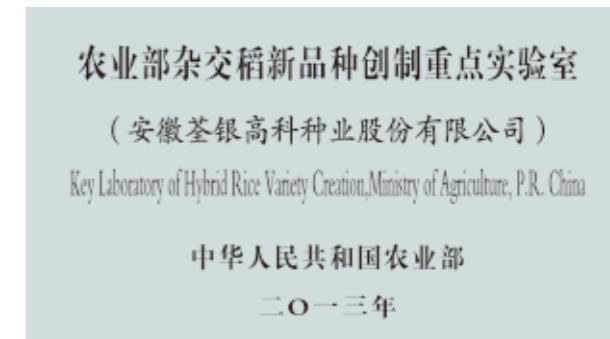 农业部杂交稻新品种创制重点实验室
（安徽荃银高科种业股份有限公司）
Key Laboratory of Hybrid Rice Variety Creation,Ministry of Agriculture, P.R. China
中华人民共和国农业部
二O一三年